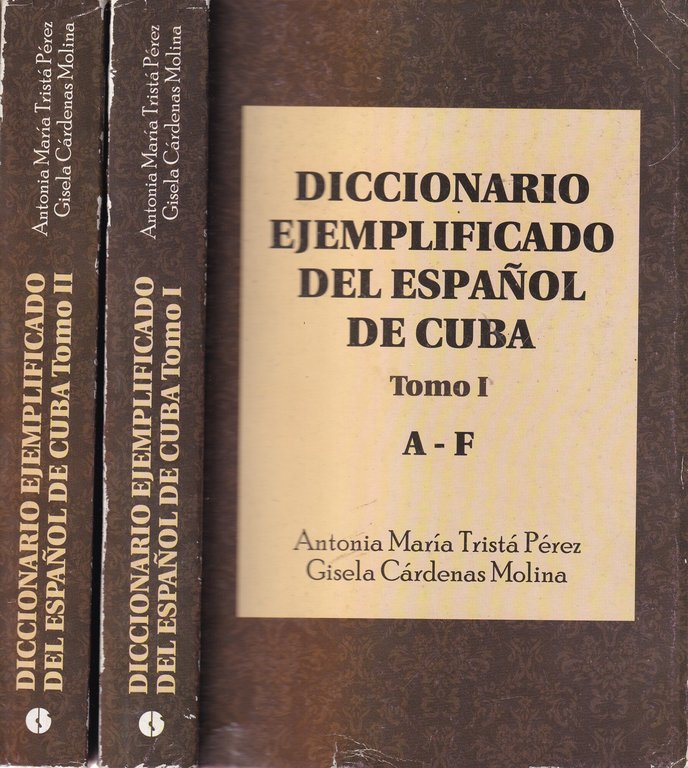 Antonia María Tristá Pérez
Gisela Cárdenas Molina
DICCIONARIO EJEMPLIFICADO
DEL ESPAÑOL DE CUBA Tomo II
Antonia María Tristá Pérez
Gisela Cárdenas Molina
DICCIONARIO EJEMPLIFICADO
DEL ESPAÑOL DE CUBA Tomo I
DICCIONARIO
EJEMPLIFICADO
DEL ESPAÑOL
DE CUBA
Tomo I
A - F
Antonia María Tristá Pérez
Gisela Cárdenas Molina